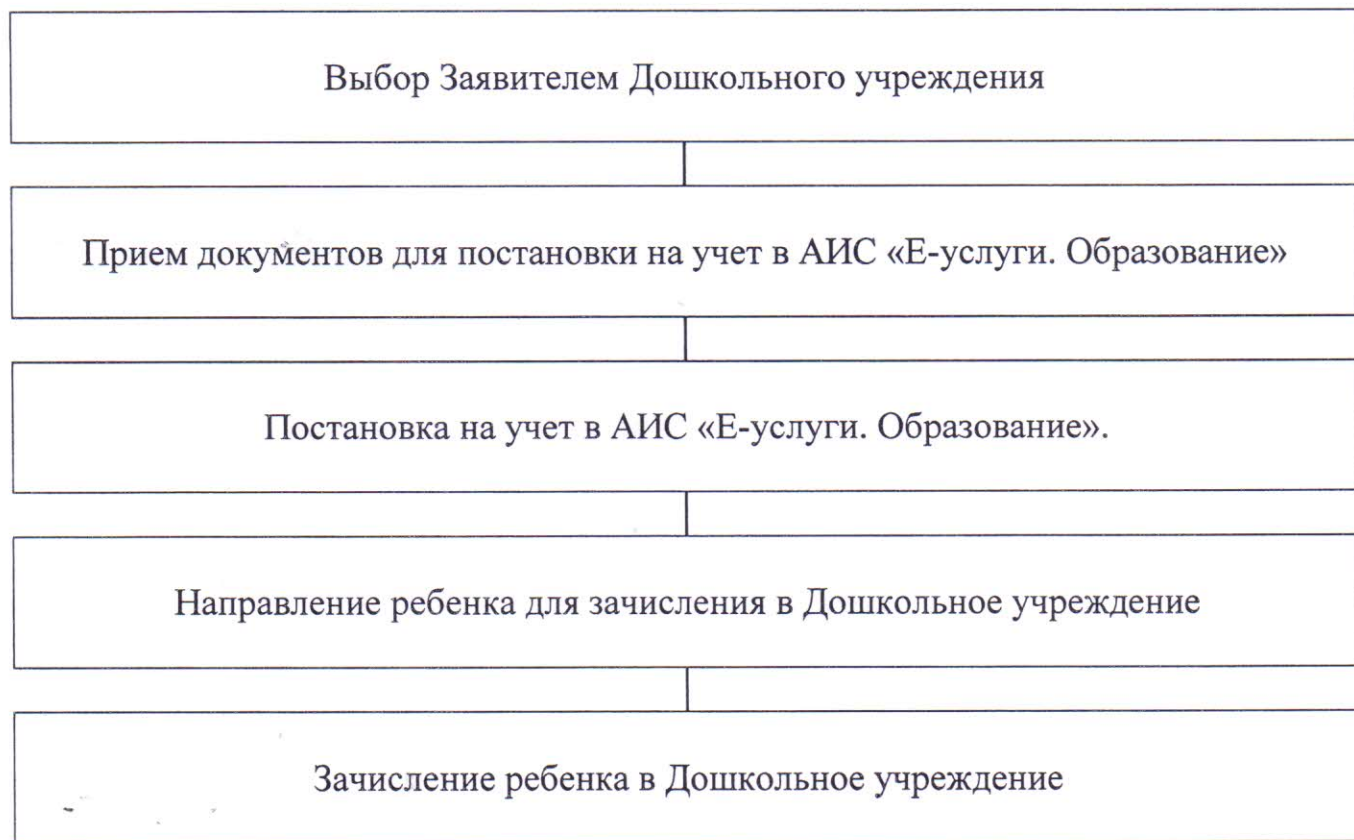 Выбор Заявителем Дошкольного учреждения
Прием документов для постановки на учет в АИС «Е-услуги. Образование»
Постановка на учет в АИС «Е-услуги. Образование».
Направление ребенка для зачисления в Дошкольное учреждение
Зачисление ребенка в Дошкольное учреждение